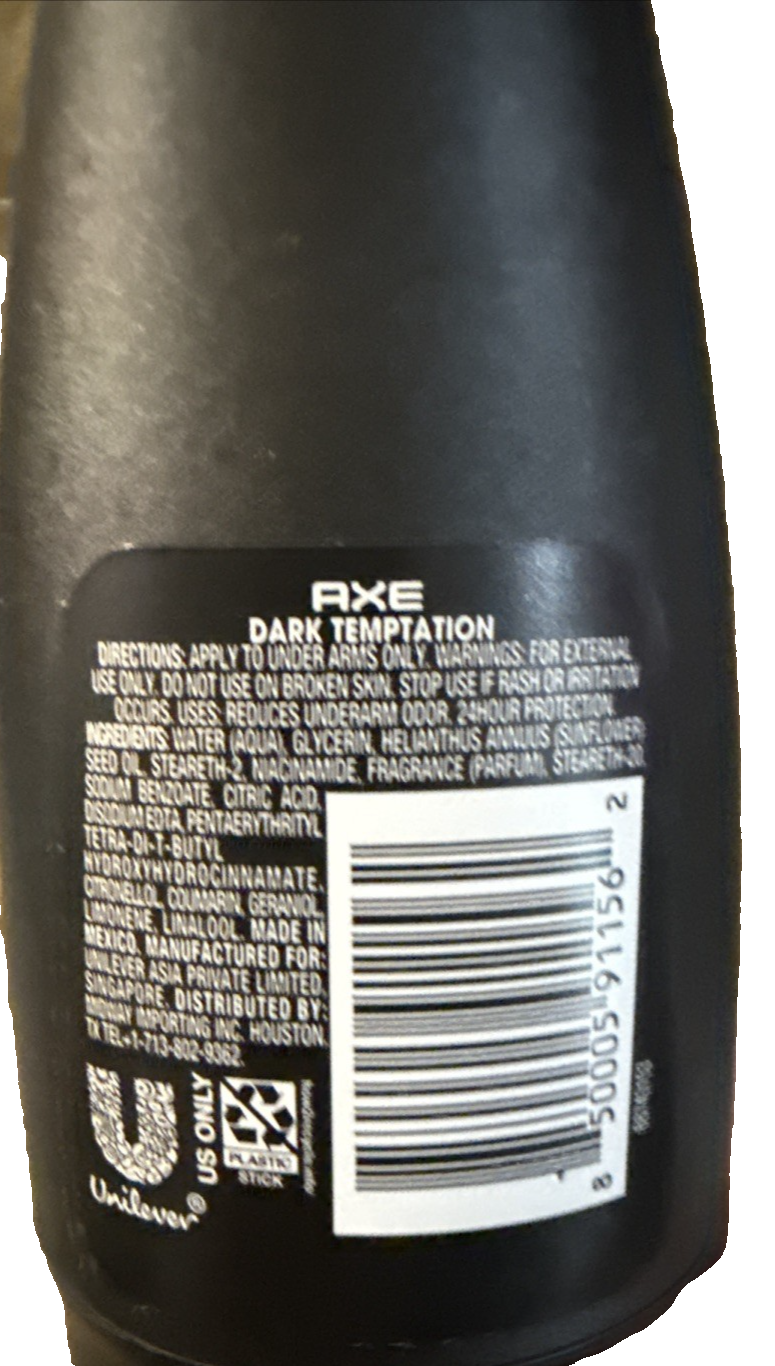 AXE
DARK TEMPTATION
DIRECTIONS: APPLY TO UNDER ARMS ONLY. WARNINGS: FOR EXTERNAL
USE ONLY. DO NOT USE ON BROKEN SKIN. STOP USE IF RASH OR IRRITATION
OCCURS. USES: REDUCES UNDERARM ODOR. 24HOUR PROTECTION.
INGREDIENTS: WATER (AQUA), GLYCERIN, HELIANTHUS ANNUUS (SUNFLOWER)
SEED OIL, STEARETH-2, NIACINAMIDE, FRAGRANCE (PARFUM), STEARETH-20,
SODIUM BENZOATE, CITRIC ACID,
DISODIUM EDTA, PENTAERYTHRITYL
TETRA-DI-T-BUTYL
HYDROXYHYDROCINNAMATE,
CITRONELLOL, COUMARIN, GERANIOL,
LIMONENE, LINALOOL. MADE IN
MEXICO. MANUFACTURED FOR:
UNILEVER ASIA PRIVATE LIMITED,
SINGAPORE. DISTRIBUTED BY:
MIDWAY IMPORTING INC. HOUSTON,
TX TEL+1-713-802-9362.
Unilever®
US ONLY
PLASTIC
STICK
how2recycle.info
8 50005 91156 2